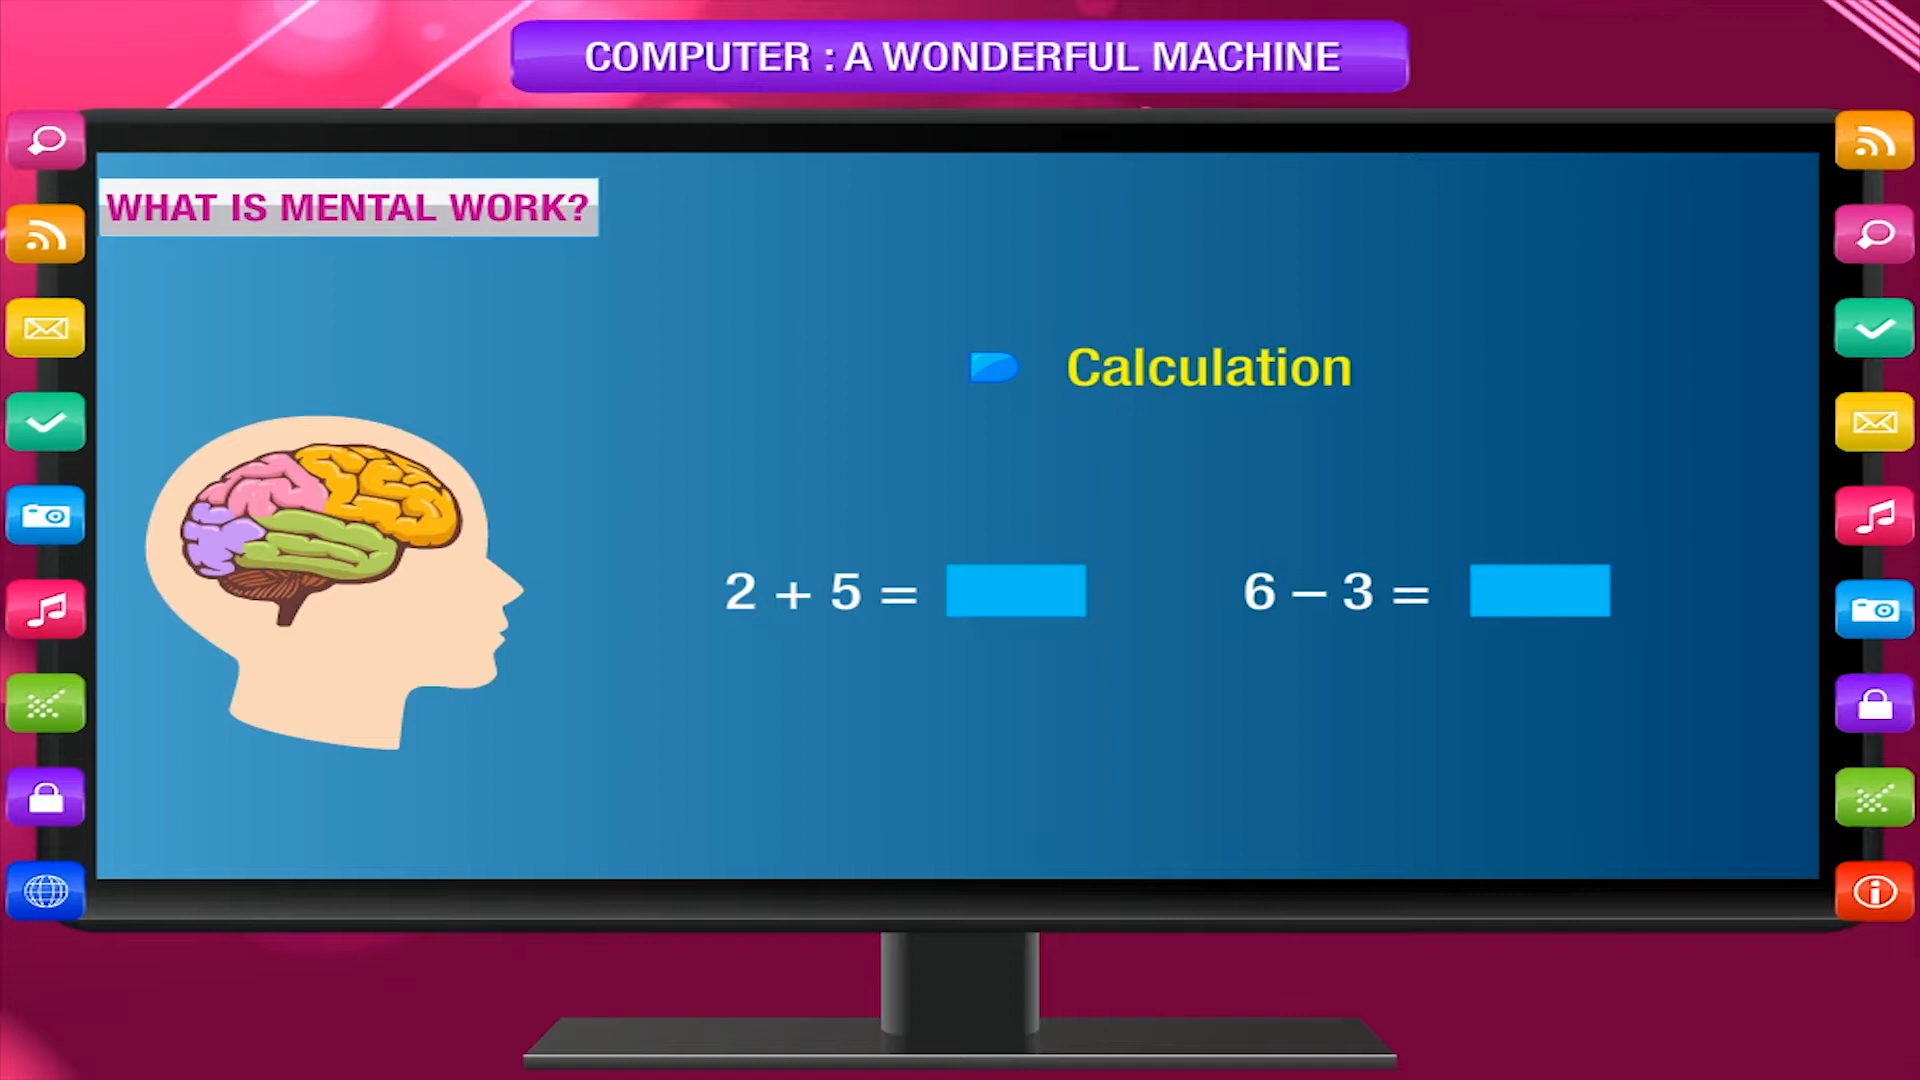 COMPUTER : A WONDERFUL MACHINE
WHAT IS MENTAL WORK?
Calculation
2 + 5 =
6 – 3 =